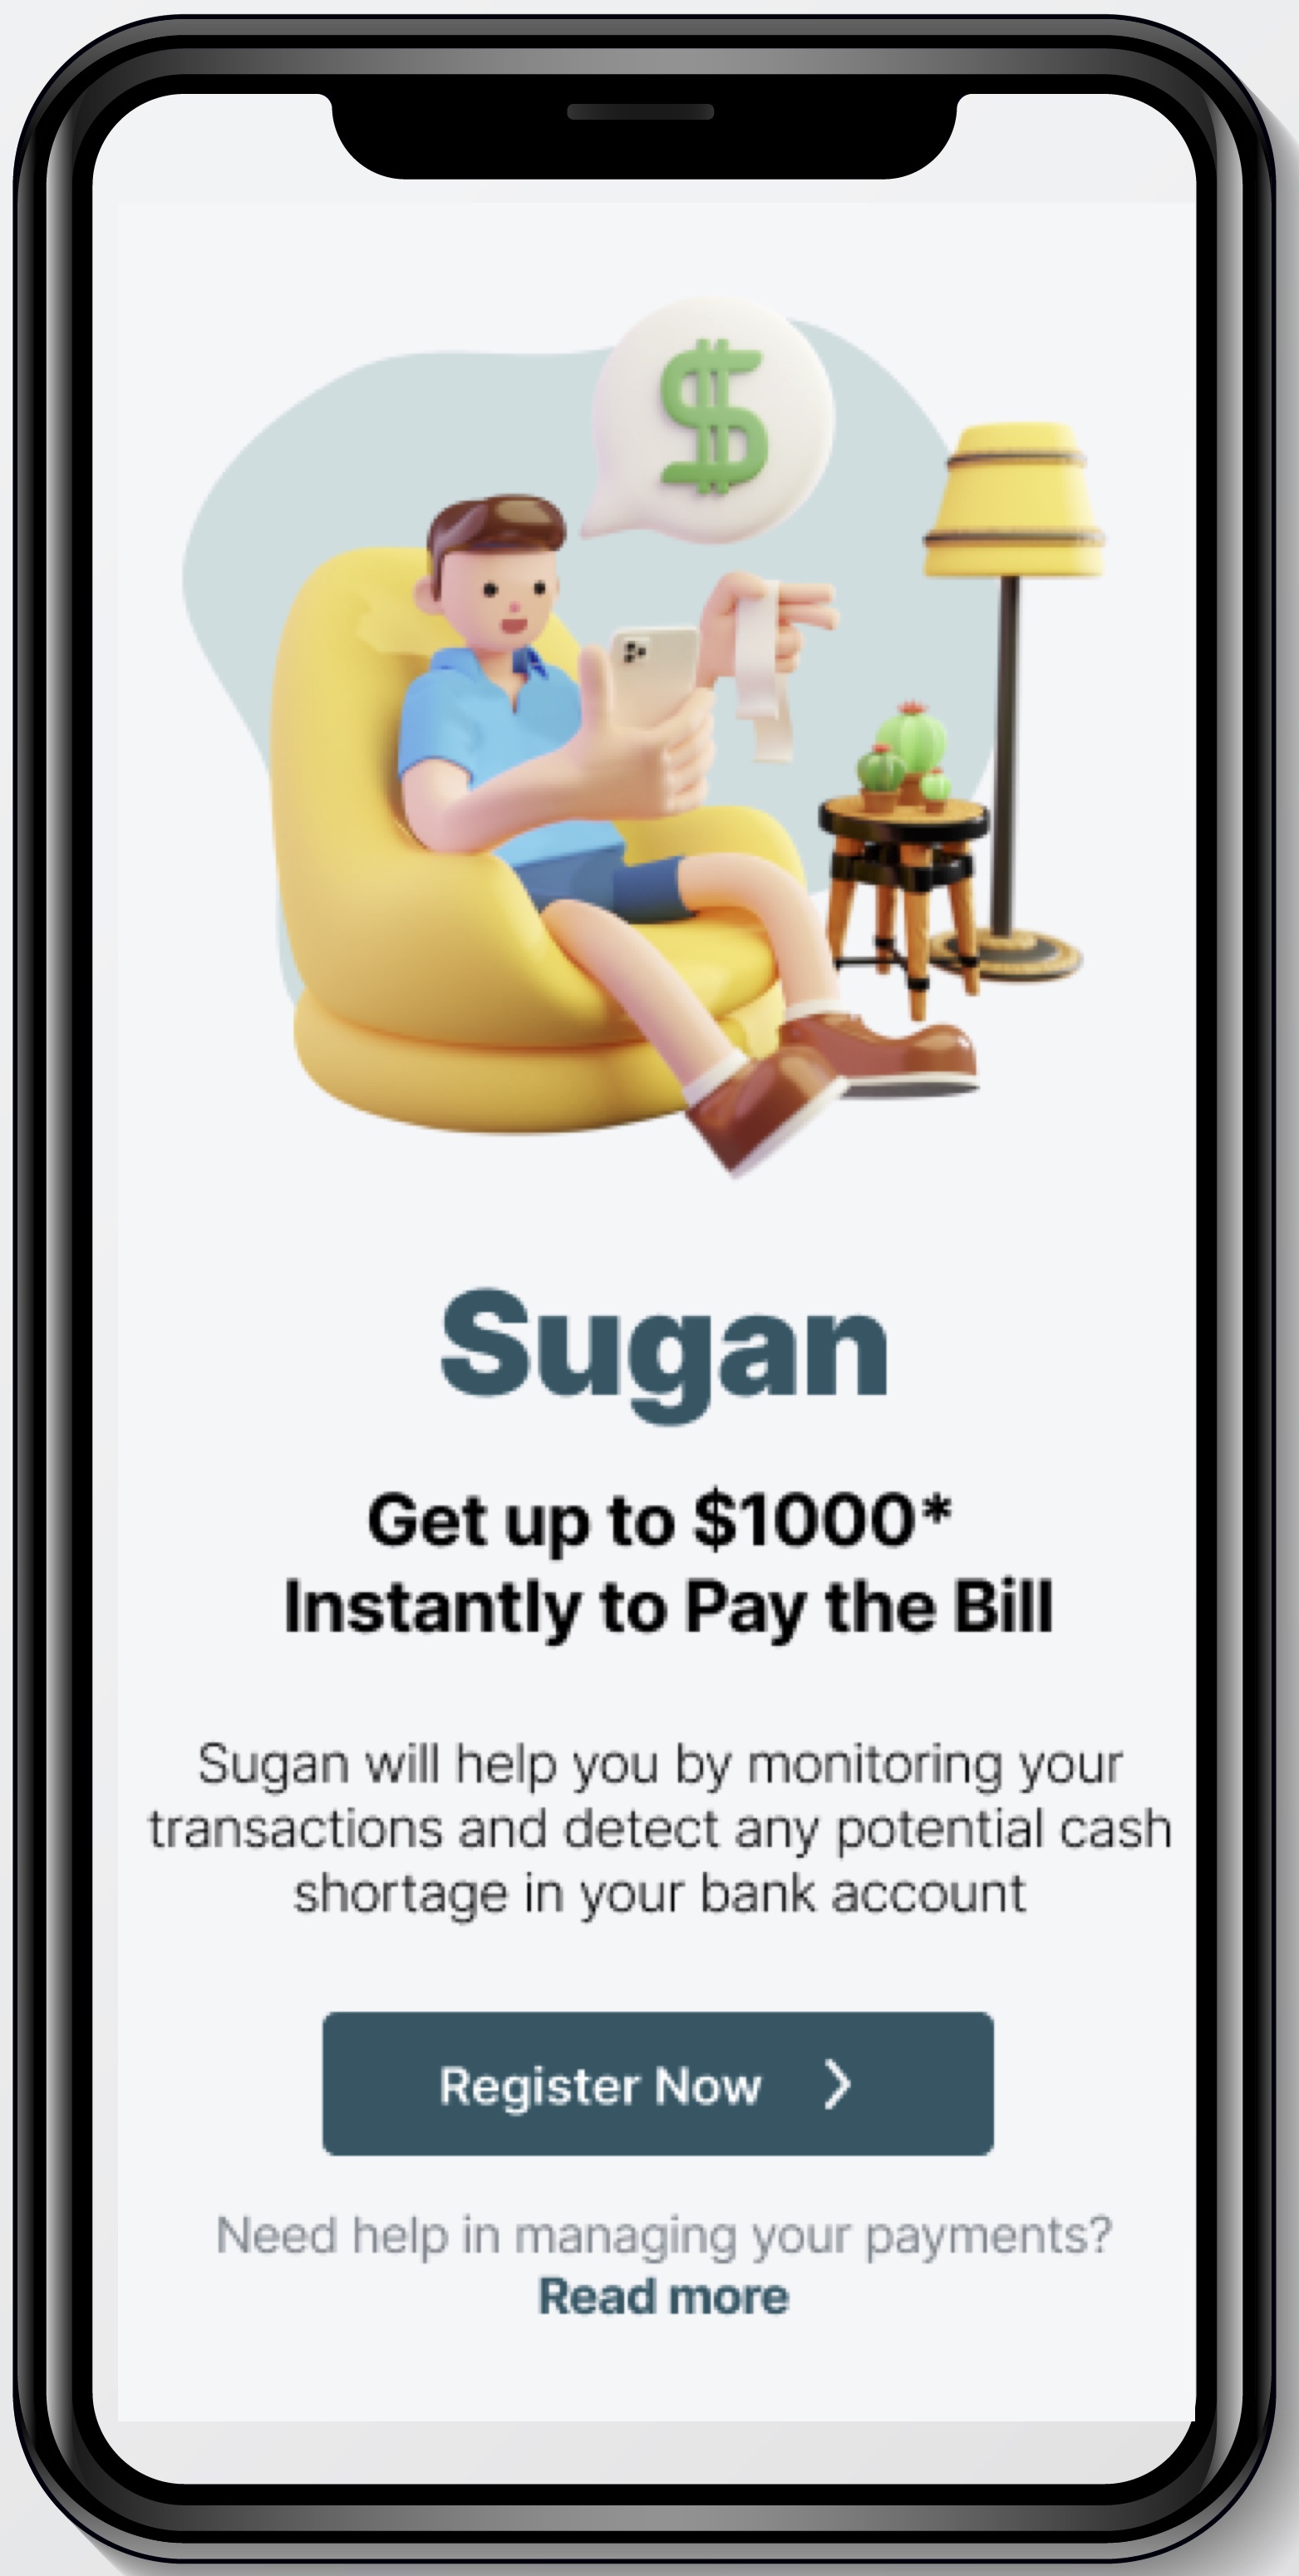 Sugan
Get up to $1000*
Instantly to Pay the Bill
Sugan will help you by monitoring your
transactions and detect any potential cash
shortage in your bank account
Register Now
Need help in managing your payments?
Read more